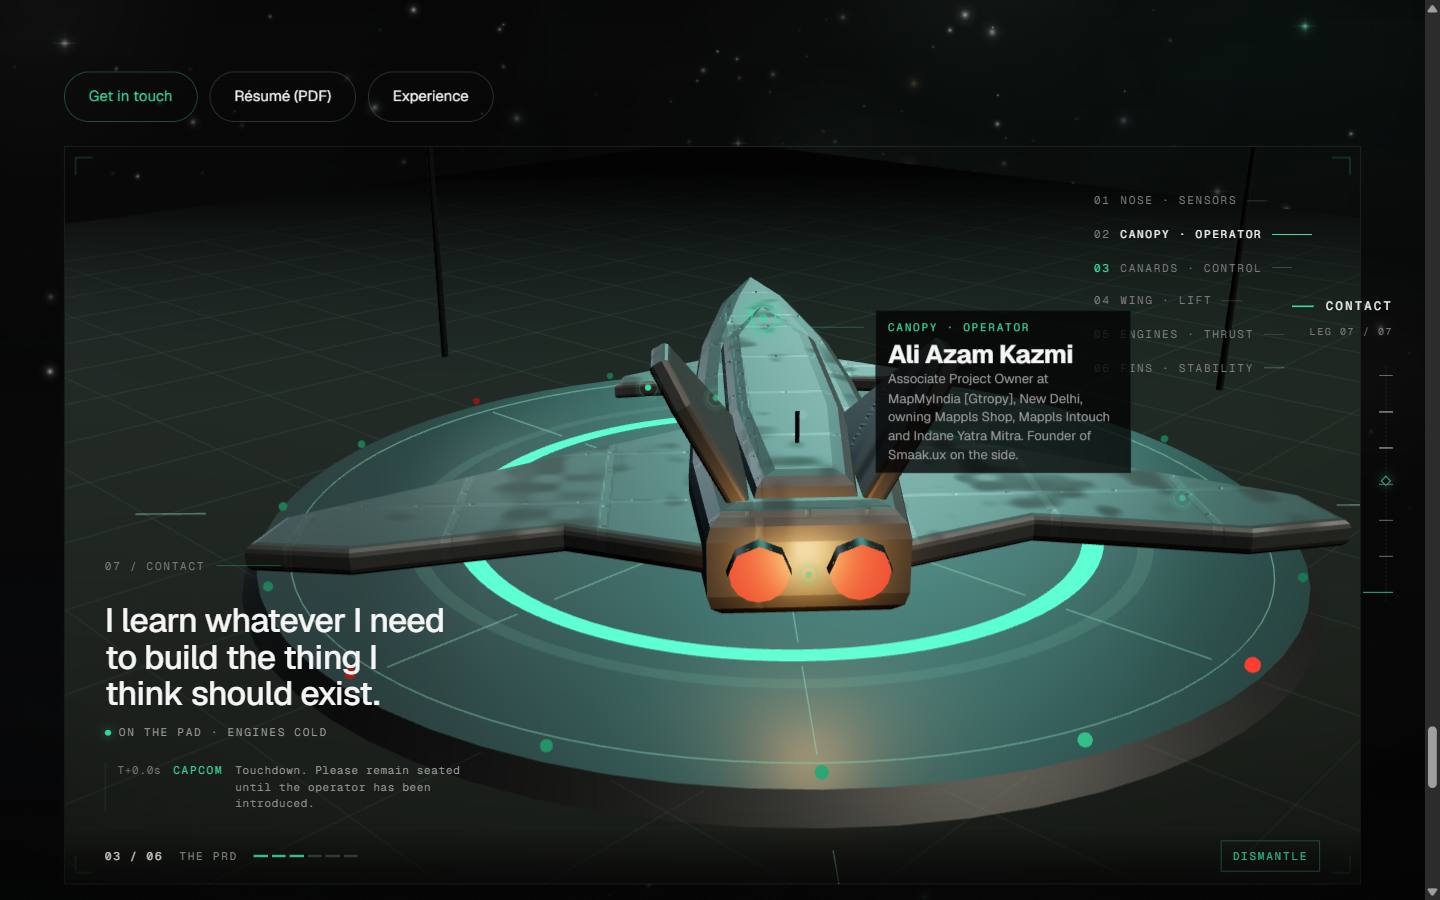 Get in touch
Résumé (PDF)
Experience
01 NOSE · SENSORS
02 CANOPY · OPERATOR
03 CANARDS · CONTROL
04 WING · LIFT
05 ENGINES · THRUST
06 FINS · STABILITY
CONTACT
LEG 07 / 07
CANOPY · OPERATOR
Ali Azam Kazmi
Associate Project Owner at
MapMyIndia [Gtropy], New Delhi,
owning Mappls Shop, Mappls Intouch
and Indane Yatra Mitra. Founder of
Smaak.ux on the side.
07 / CONTACT
I learn whatever I need
to build the thing I
think should exist.
ON THE PAD · ENGINES COLD
T+0.0s CAPCOM Touchdown. Please remain seated
until the operator has been
introduced.
03 / 06 THE PRD
DISMANTLE